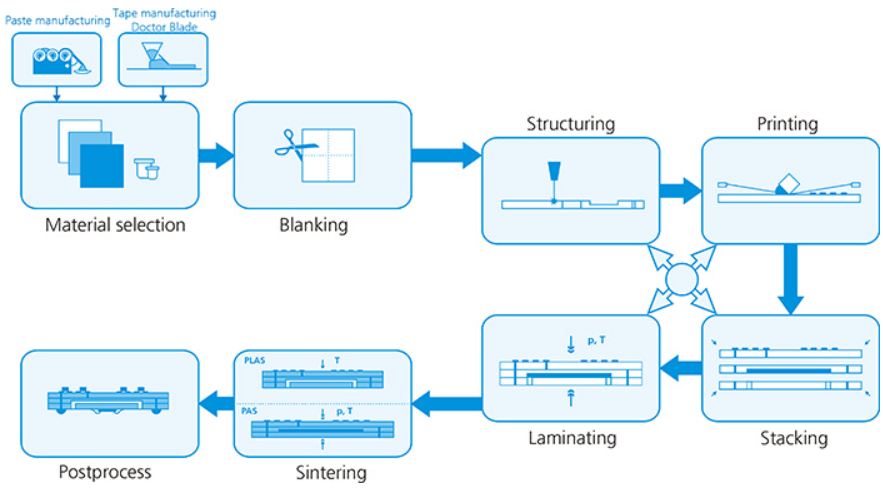 Paste manufacturing
Tape manufacturing
Doctor Blade
Material selection
Blanking
Structuring
Printing
Stacking
p, T
Laminating
PLAS
T
PAS
p, T
Sintering
Postprocess